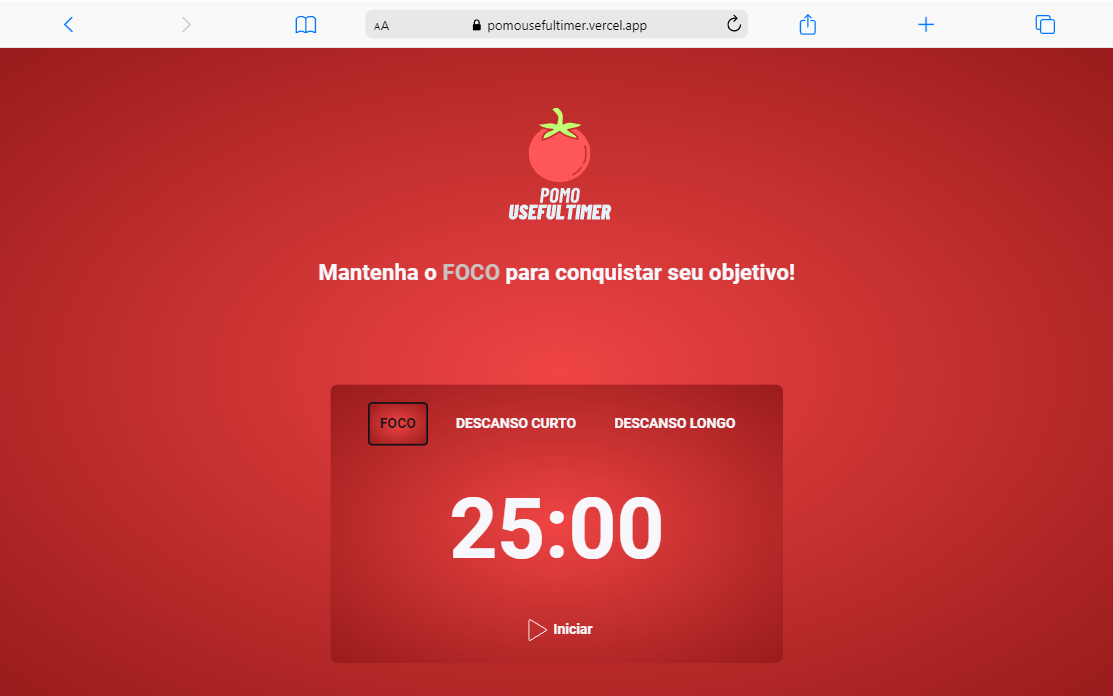 AA pomousefultimer.vercel.app
POMO
USEFULTIMER
Mantenha o FOCO para conquistar seu objetivo!
FOCO DESCANSO CURTO DESCANSO LONGO
25:00
Iniciar